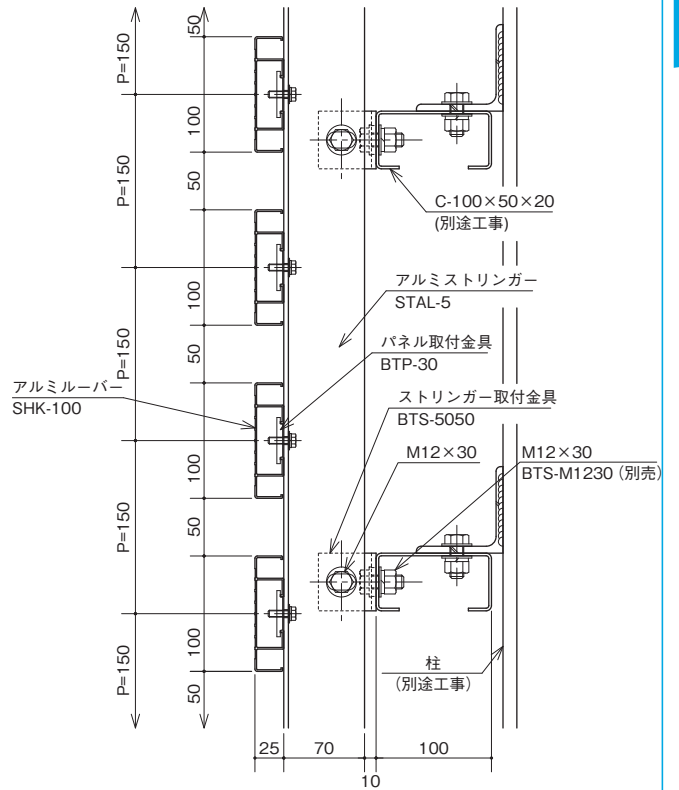 P=150
P=150
P=150
P=150
P=150
50
100
50
100
50
100
50
100
50
C-100×50×20
(別途工事)
アルミストリンガー
STAL-5
パネル取付金具
BTP-30
アルミルーバー
SHK-100
ストリンガー取付金具
BTS-5050
M12×30
M12×30
BTS-M1230（別売）
柱
（別途工事）
25
70
10
100